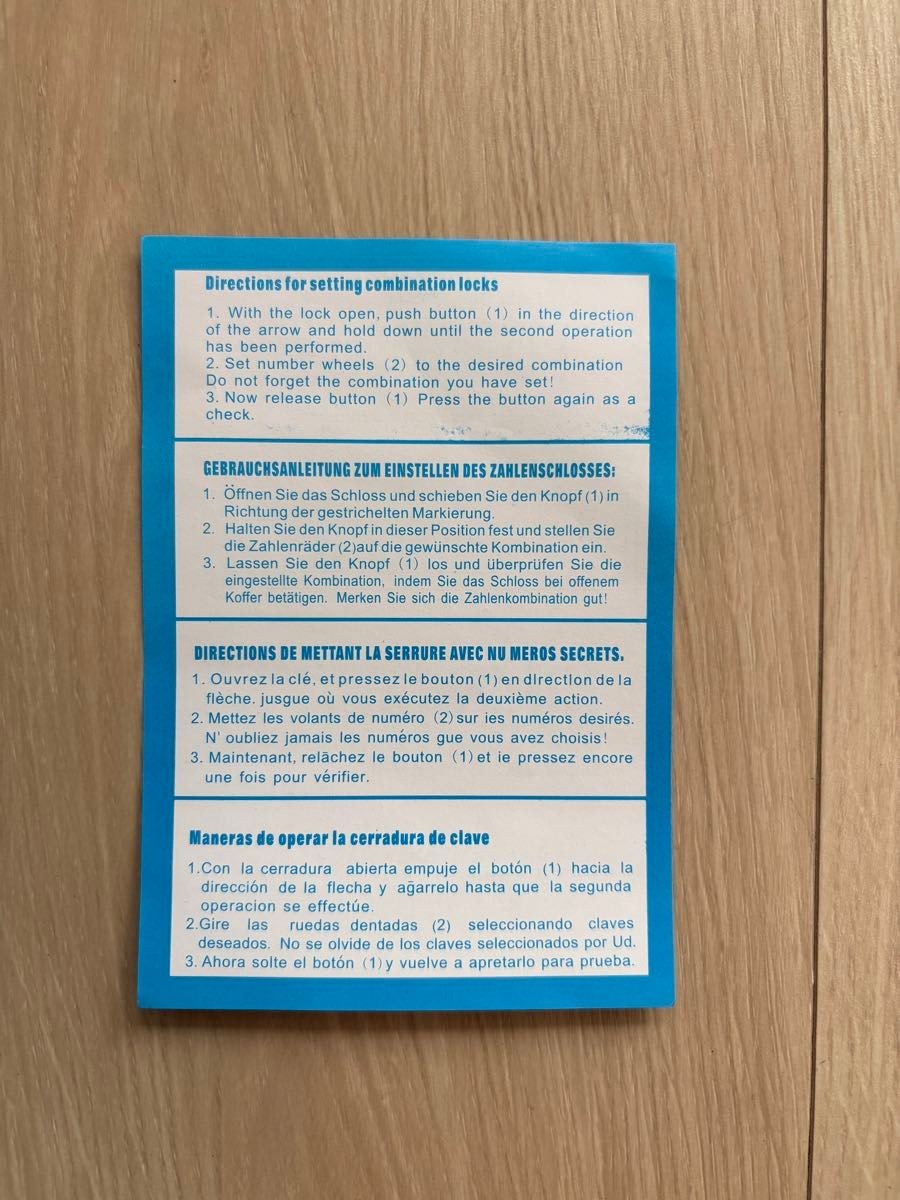 Directions for setting combination locks
1. With the lock open, push button (1) in the direction
of the arrow and hold down until the second operation
has been performed.
2. Set number wheels (2) to the desired combination
Do not forget the combination you have set!
3. Now release button (1) Press the button again as a
check.
GEBRAUCHSANLEITUNG ZUM EINSTELLEN DES ZAHLENSCHLOSSES:
1. Öffnen Sie das Schloss und schieben Sie den Knopf (1) in
Richtung der gestrichelten Markierung.
2. Halten Sie den Knopf in dieser Position fest und stellen Sie
die Zahlenräder (2)auf die gewünschte Kombination ein.
3. Lassen Sie den Knopf (1) los und überprüfen Sie die
eingestellte Kombination, indem Sie das Schloss bei offenem
Koffer betätigen. Merken Sie sich die Zahlenkombination gut!
DIRECTIONS DE METTANT LA SERRURE AVEC NU MEROS SECRETS.
1. Ouvrez la clé, et pressez le bouton (1) en dlrectlon de la
flèche. jusgue où vous exécutez la deuxième action.
2. Mettez les volants de numéro (2) sur ies numéros desirés.
N' oubliez jamais les numéros gue vous avez choisis!
3. Maintenant, relāchez le bouton (1) et ie pressez encore
une fois pour vérifier.
Maneras de operar la cerradura de clave
1.Con la cerradura abierta empuje el botón (1) hacia la
dirección de la flecha y aḡarrelo hasta que la segunda
operacion se effectúe.
2.Gire las ruedas dentadas (2) seleccionando claves
deseados. No se olvide de los claves seleccionados por Ud.
3. Ahora solte el botón (1) y vuelve a apretarlo para prueba.